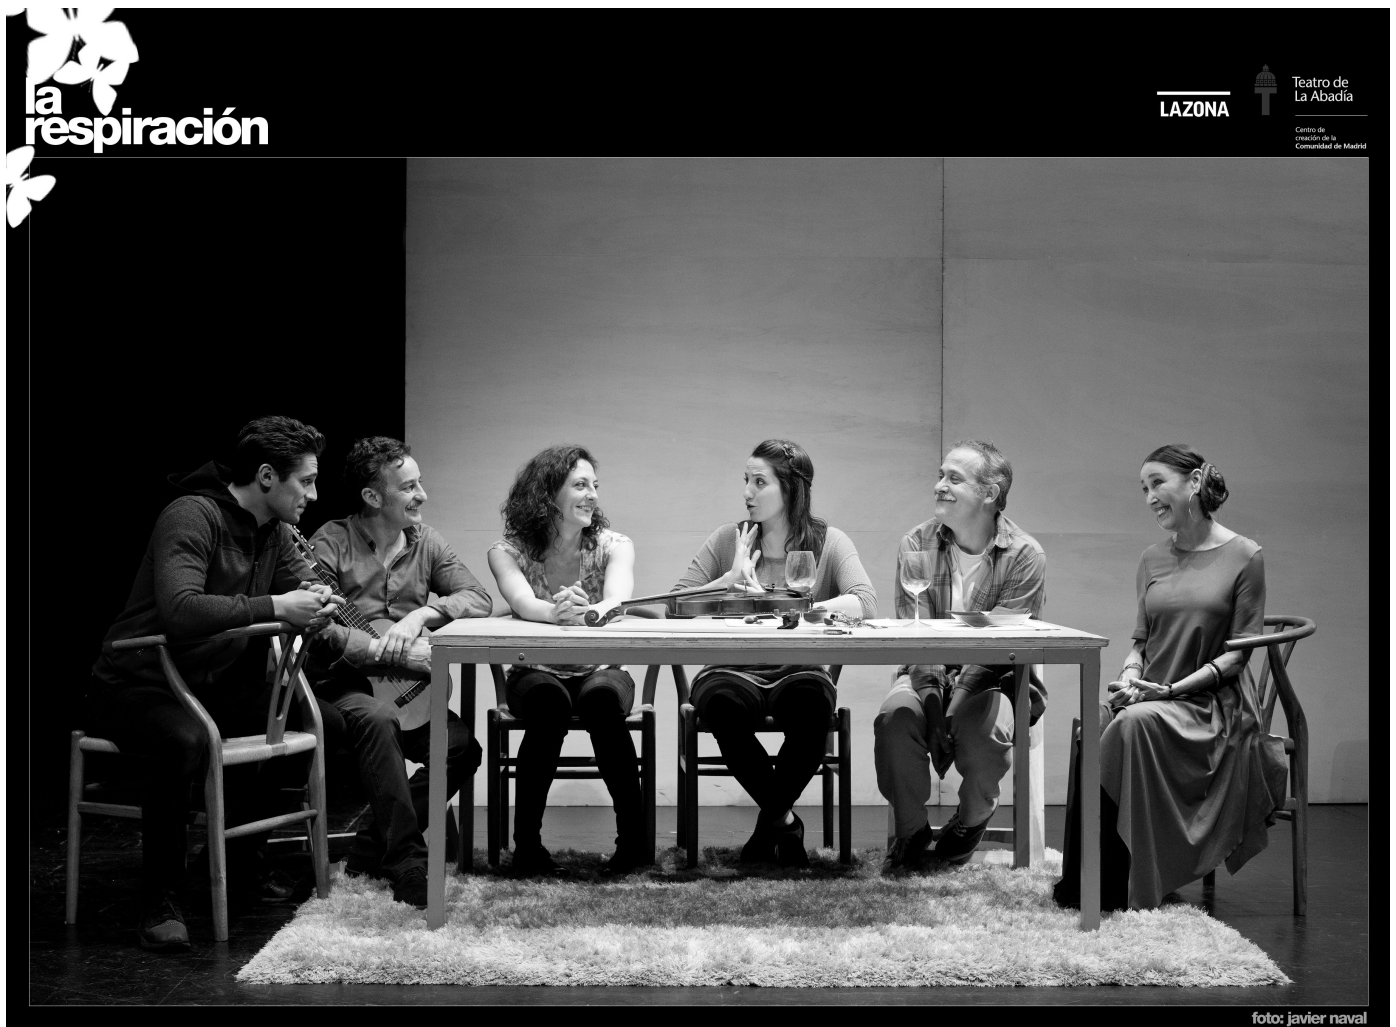 la
respiración
LAZONA
Teatro de
La Abadía
Centro de
creación de la
Comunidad de Madrid
foto: javier naval